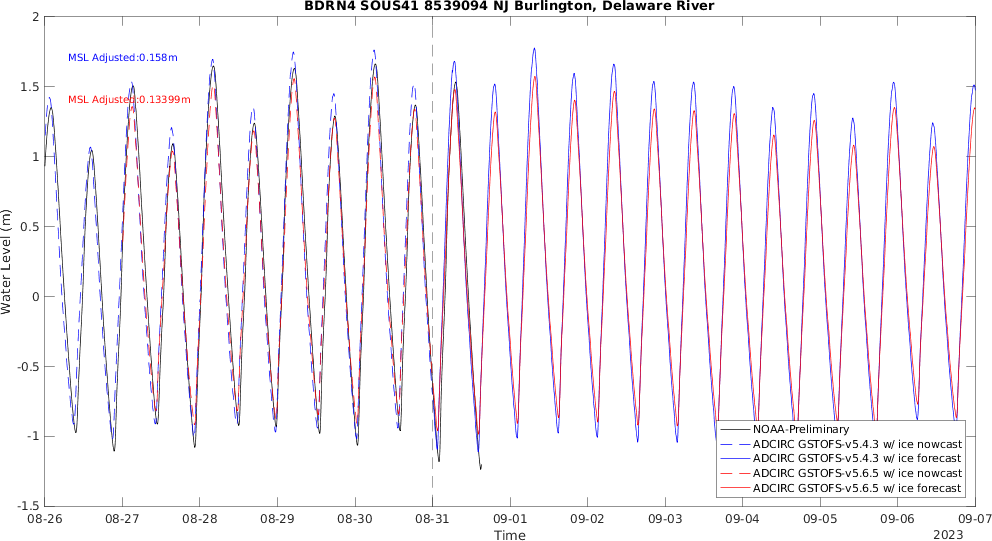 BDRN4 SOUS41 8539094 NJ Burlington, Delaware River
2
1.5
1
0.5
0
-0.5
-1
-1.5
Water Level (m)
MSL Adjusted:0.158m
MSL Adjusted:0.13399m
NOAA-Preliminary
ADCIRC GSTOFS-v5.4.3 w/ ice nowcast
ADCIRC GSTOFS-v5.4.3 w/ ice forecast
ADCIRC GSTOFS-v5.6.5 w/ ice nowcast
ADCIRC GSTOFS-v5.6.5 w/ ice forecast
08-26 08-27 08-28 08-29 08-30 08-31 09-01 09-02 09-03 09-04 09-05 09-06 09-07
Time
2023